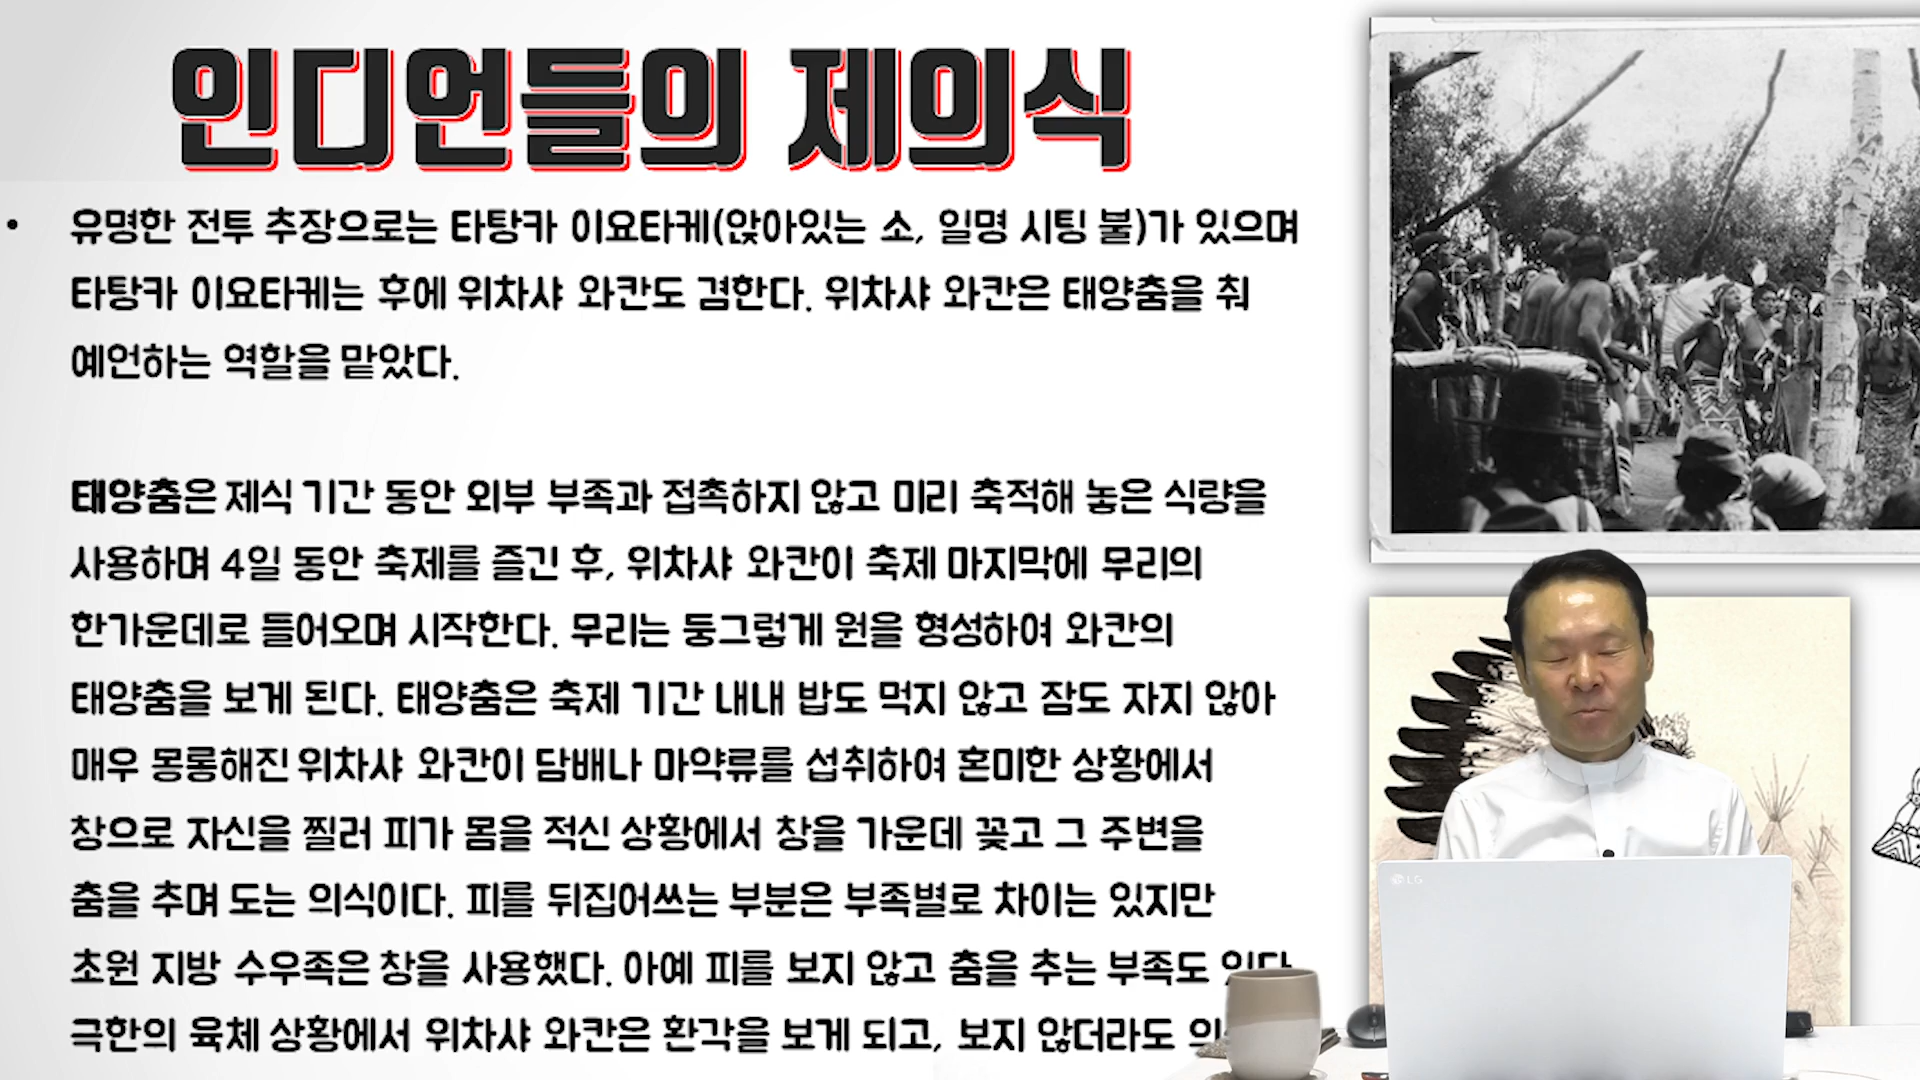 인디언들의 제의식
• 유명한 전투 추장으로는 타탕카 이요타케(앉아있는 소, 일명 시팅 불)가 있으며
타탕카 이요타케는 후에 위차샤 와칸도 겸한다. 위차샤 와칸은 태양춤을 춰
예언하는 역할을 맡았다.
태양춤은 제식 기간 동안 외부 부족과 접촉하지 않고 미리 축적해 놓은 식량을
사용하며 4일 동안 축제를 즐긴 후, 위차샤 와칸이 축제 마지막에 무리의
한가운데로 들어오며 시작한다. 무리는 둥그렇게 원을 형성하여 와칸의
태양춤을 보게 된다. 태양춤은 축제 기간 내내 밥도 먹지 않고 잠도 자지 않아
매우 몽롱해진 위차샤 와칸이 담배나 마약류를 섭취하여 혼미한 상황에서
창으로 자신을 찔러 피가 몸을 적신 상황에서 창을 가운데 꽂고 그 주변을
춤을 추며 도는 의식이다. 피를 뒤집어쓰는 부분은 부족별로 차이는 있지만
초원 지방 수우족은 창을 사용했다. 아예 피를 보지 않고 춤을 추는 부족도 있다
극한의 육체 상황에서 위차샤 와칸은 환각을 보게 되고, 보지 않더라도
LG